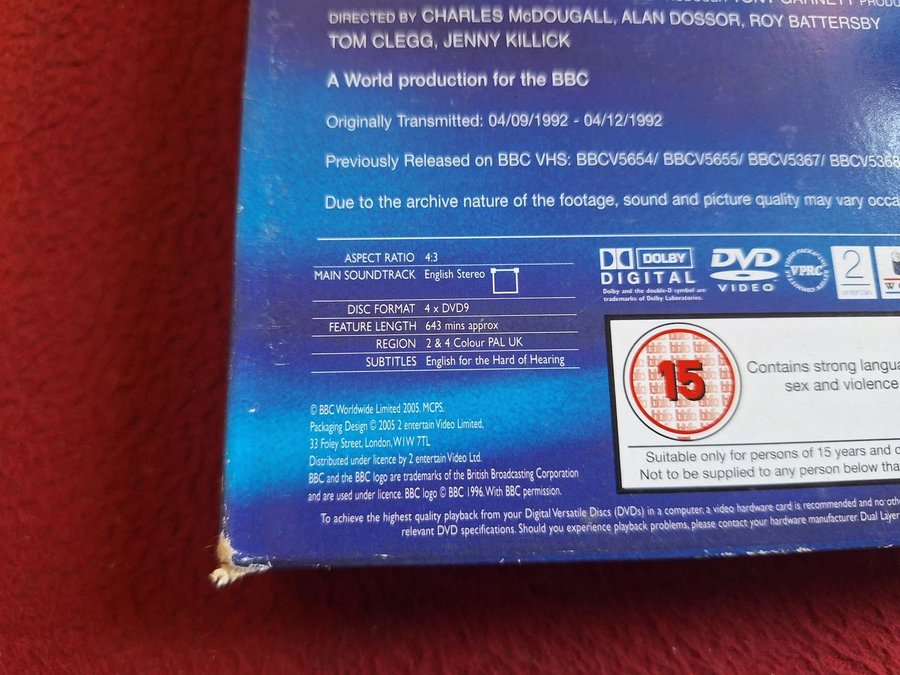 TONY GARNETT
DIRECTED BY CHARLES McDOUGALL, ALAN DOSSOR, ROY BATTERSBY
TOM CLEGG, JENNY KILLICK
A World production for the BBC
Originally Transmitted: 04/09/1992 - 04/12/1992
Previously Released on BBC VHS: BBCV5654/ BBCV5655/ BBCV5367/ BBCV5368
Due to the archive nature of the footage, sound and picture quality may vary occa
ASPECT RATIO 4:3
MAIN SOUNDTRACK English Stereo
DISC FORMAT 4 x DVD9
FEATURE LENGTH 643 mins approx
REGION 2 & 4 Colour PAL UK
SUBTITLES English for the Hard of Hearing
DOLBY
DIGITAL
Dolby and the double-D symbol are
trademarks of Dolby Laboratories.
DVD
VIDEO
VPRC
2
entertain
15
Contains strong langua
sex and violence
Suitable only for persons of 15 years and o
Not to be supplied to any person below tha
© BBC Worldwide Limited 2005. MCPS.
Packaging Design © 2005 2 entertain Video Limited,
33 Foley Street, London, W1W 7TL
Distributed under licence by 2 entertain Video Ltd.
BBC and the BBC logo are trademarks of the British Broadcasting Corporation
and are used under licence. BBC logo © BBC 1996. With BBC permission.
To achieve the highest quality playback from your Digital Versatile Discs (DVDs) in a computer, a video hardware card is recommended and no othe
relevant DVD specifications. Should you experience playback problems, please contact your hardware manufacturer. Dual Layer